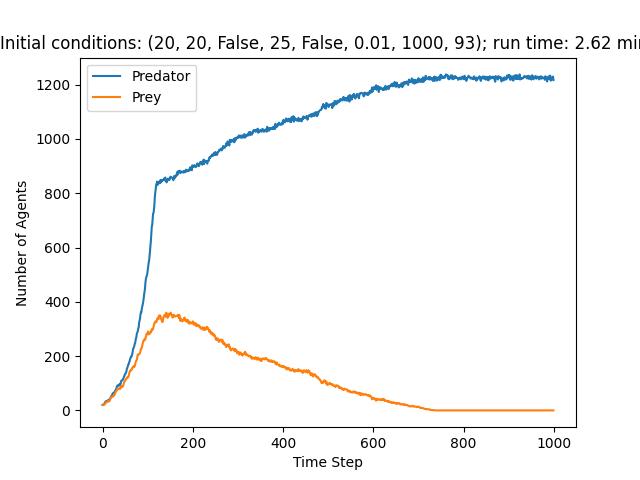 Initial conditions: (20, 20, False, 25, False, 0.01, 1000, 93); run time: 2.62 mi
Predator
Prey
1200
1000
800
600
400
200
0
Number of Agents
0 200 400 600 800 1000
Time Step